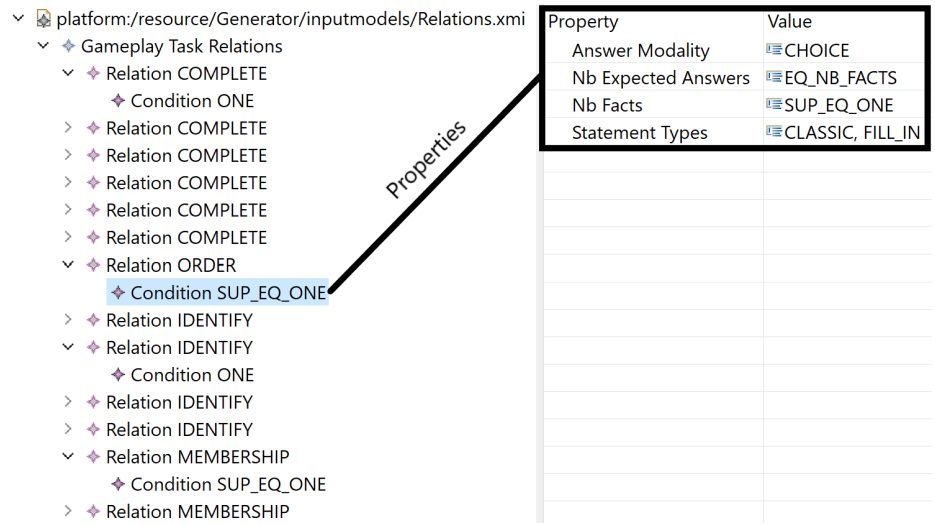 platform:/resource/Generator/inputmodels/Relations.xmi
Gameplay Task Relations
Relation COMPLETE
Condition ONE
Relation COMPLETE
Relation COMPLETE
Relation COMPLETE
Relation COMPLETE
Relation COMPLETE
Relation ORDER
Condition SUP_EQ_ONE
Relation IDENTIFY
Relation IDENTIFY
Condition ONE
Relation IDENTIFY
Relation IDENTIFY
Relation MEMBERSHIP
Condition SUP_EQ_ONE
Relation MEMBERSHIP
Properties
Property Value
Answer Modality CHOICE
Nb Expected Answers EQ_NB_FACTS
Nb Facts SUP_EQ_ONE
Statement Types CLASSIC, FILL_IN